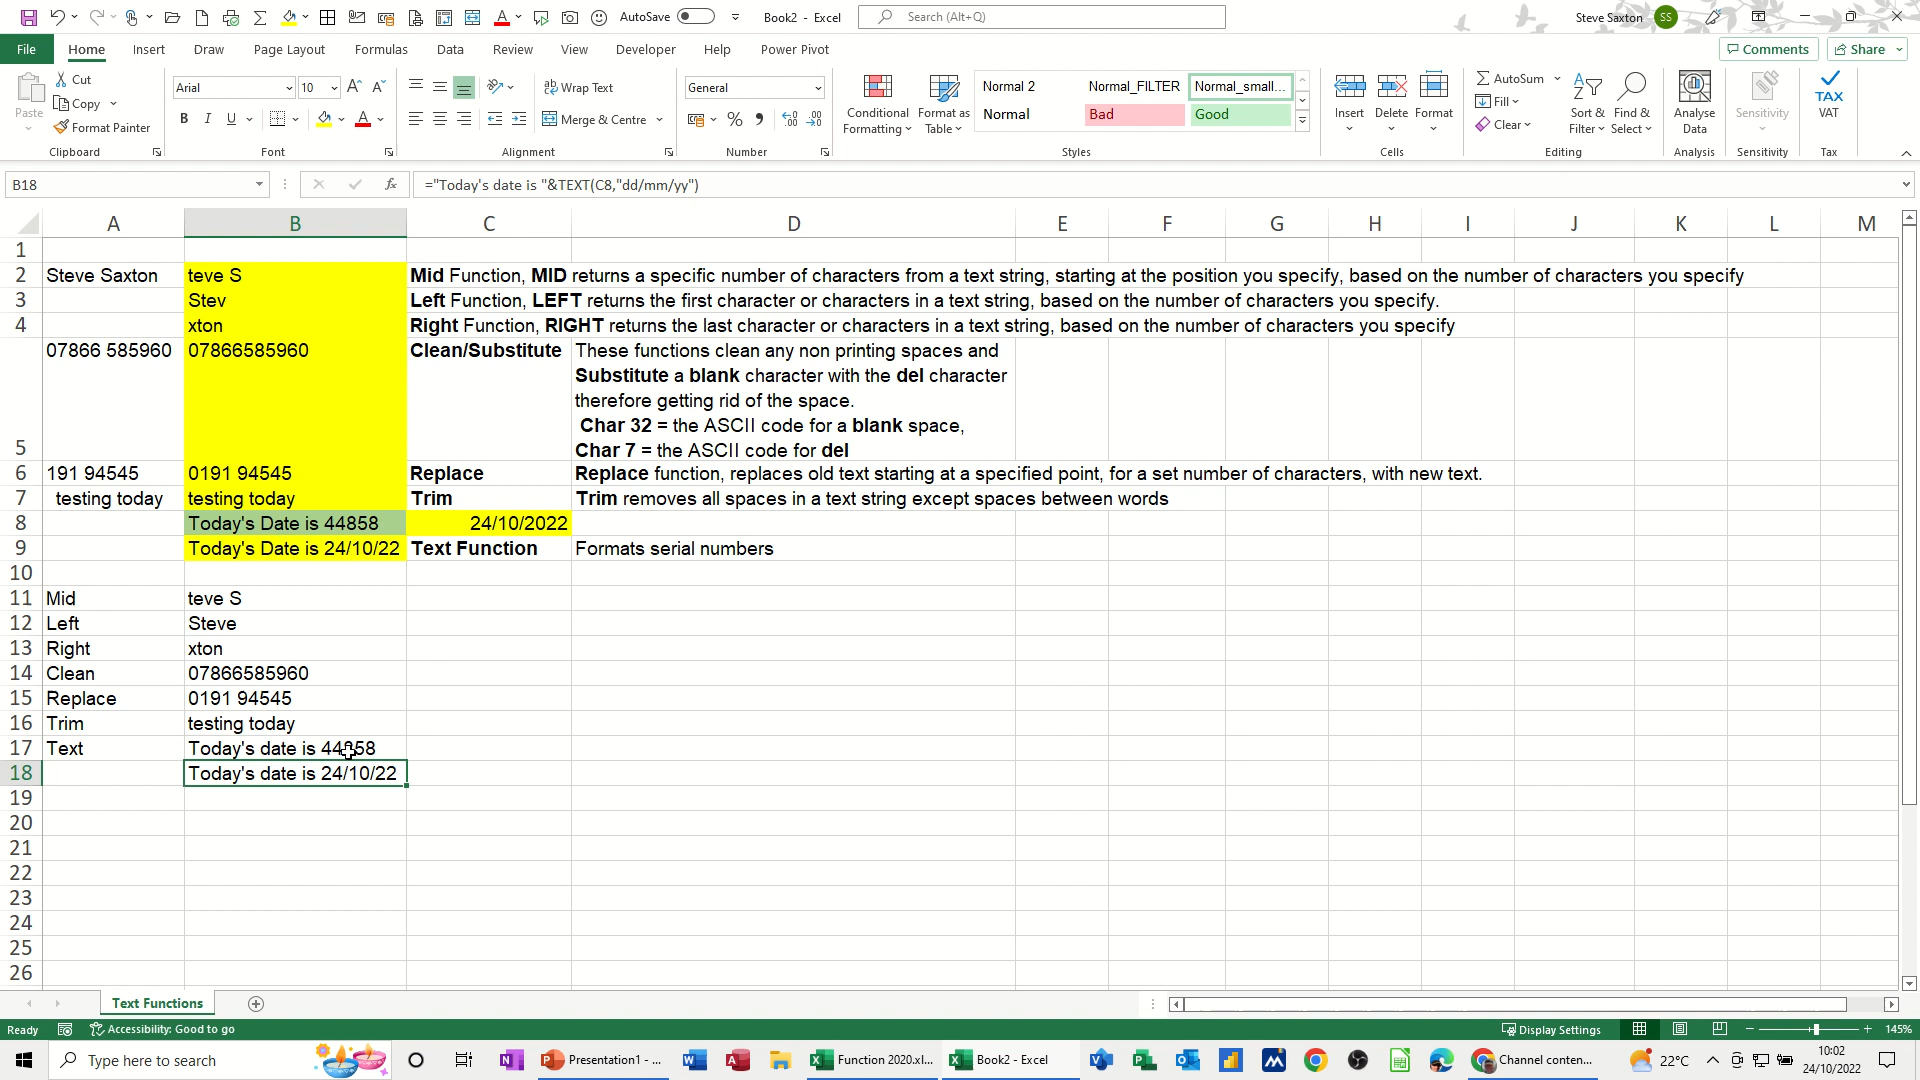 AutoSave
Book2 - Excel
Search (Alt+Q)
Steve Saxton
SS
File
Home
Insert
Draw
Page Layout
Formulas
Data
Review
View
Developer
Help
Power Pivot
Comments
Share
Paste
Cut
Copy
Format Painter
Clipboard
Arial
10
B I U
Font
Wrap Text
Merge & Centre
Alignment
General
Number
Conditional
Formatting
Format as
Table
Normal 2
Normal_FILTER
Normal_small...
Normal
Bad
Good
Styles
Insert
Delete
Format
Cells
AutoSum
Fill
Clear
Sort &
Filter
Find &
Select
Editing
Analyse
Data
Analysis
Sensitivity
Sensitivity
TAX
VAT
Tax
B18
fx
="Today's date is "&TEXT(C8,"dd/mm/yy")
A B C D E F G H I J K L M
1
2 Steve Saxton teve S Mid Function, MID returns a specific number of characters from a text string, starting at the position you specify, based on the number of characters you specify
3 Stev Left Function, LEFT returns the first character or characters in a text string, based on the number of characters you specify.
4 xton Right Function, RIGHT returns the last character or characters in a text string, based on the number of characters you specify
07866 585960 07866585960 Clean/Substitute These functions clean any non printing spaces and
Substitute a blank character with the del character
therefore getting rid of the space.
Char 32 = the ASCII code for a blank space,
5 Char 7 = the ASCII code for del
6 191 94545 0191 94545 Replace Replace function, replaces old text starting at a specified point, for a set number of characters, with new text.
7 testing today testing today Trim Trim removes all spaces in a text string except spaces between words
8 Today's Date is 44858 24/10/2022
9 Today's Date is 24/10/22 Text Function Formats serial numbers
10
11 Mid teve S
12 Left Steve
13 Right xton
14 Clean 07866585960
15 Replace 0191 94545
16 Trim testing today
17 Text Today's date is 44858
18 Today's date is 24/10/22
19
20
21
22
23
24
25
26
Text Functions
Ready
Accessibility: Good to go
Display Settings
145%
Type here to search
Presentation1 - ...
Function 2020.xl...
Book2 - Excel
Channel conten...
22°C
10:02
24/10/2022